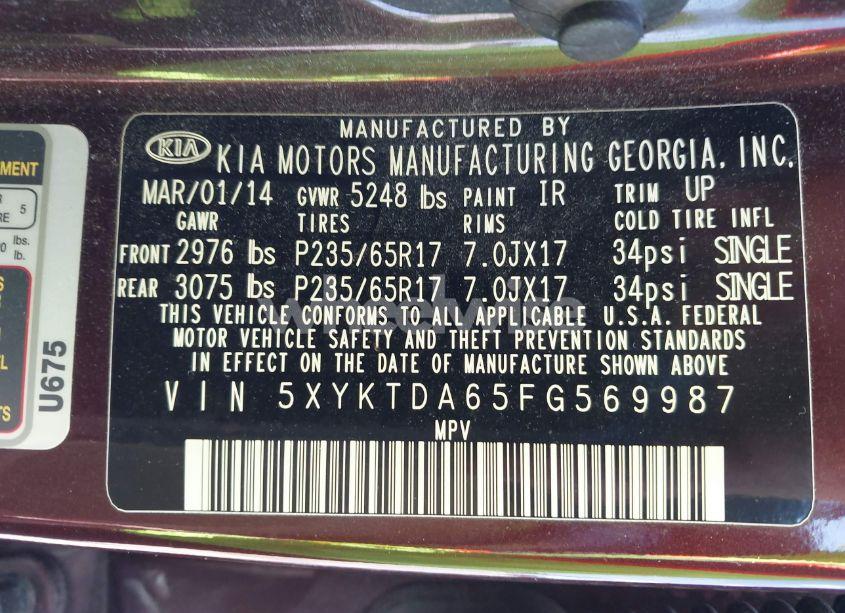 MANUFACTURED BY
KIA KIA MOTORS MANUFACTURING GEORGIA, INC.
MAR/01/14 GVWR 5248 lbs PAINT IR TRIM UP
GAWR TIRES RIMS COLD TIRE INFL
FRONT 2976 lbs P235/65R17 7.0JX17 34psi SINGLE
REAR 3075 lbs P235/65R17 7.0JX17 34psi SINGLE
THIS VEHICLE CONFORMS TO ALL APPLICABLE U.S.A. FEDERAL
MOTOR VEHICLE SAFETY AND THEFT PREVENTION STANDARDS
IN EFFECT ON THE DATE OF MANUFACTURE SHOWN ABOVE
VIN 5XYKTDA65FG569987
MPV
U675
5
lbs.
lb.